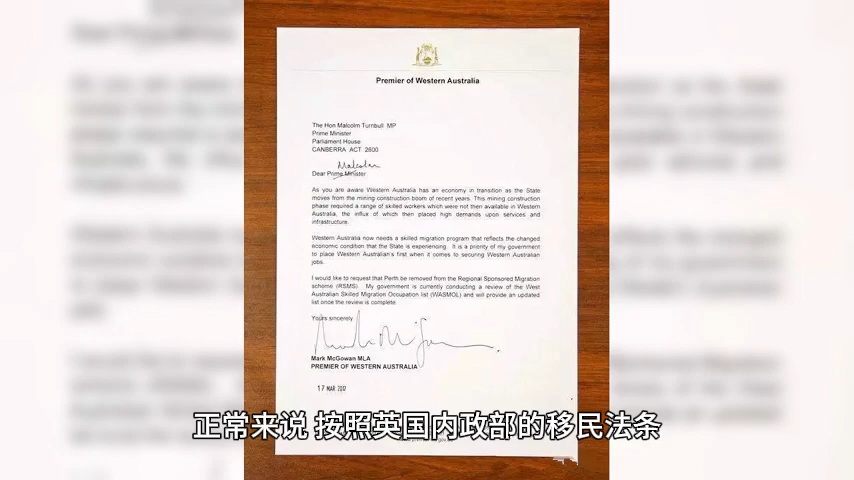 Premier of Western Australia
The Hon Malcolm Turnbull MP
Prime Minister
Parliament House
CANBERRA ACT 2600
Malcolm
Dear Prime Minister
As you are aware Western Australia has an economy in transition as the State
moves from the mining construction boom of recent years. This mining construction
phase required a range of skilled workers which were not then available in Western
Australia, the influx of which then placed high demands upon services and
infrastructure.
Western Australia now needs a skilled migration program that reflects the changed
economic condition that the State is experiencing. It is a priority of my government
to place Western Australian's first when it comes to securing Western Australian
jobs.
I would like to request that Perth be removed from the Regional Sponsored Migration
scheme (RSMS). My government is currently conducting a review of the West
Australian Skilled Migration Occupation list (WASMOL) and will provide an updated
list once the review is complete.
Yours sincerely
Mark McGowan MLA
PREMIER OF WESTERN AUSTRALIA
17 MAR 2017
正常来说 按照英国内政部的移民法条